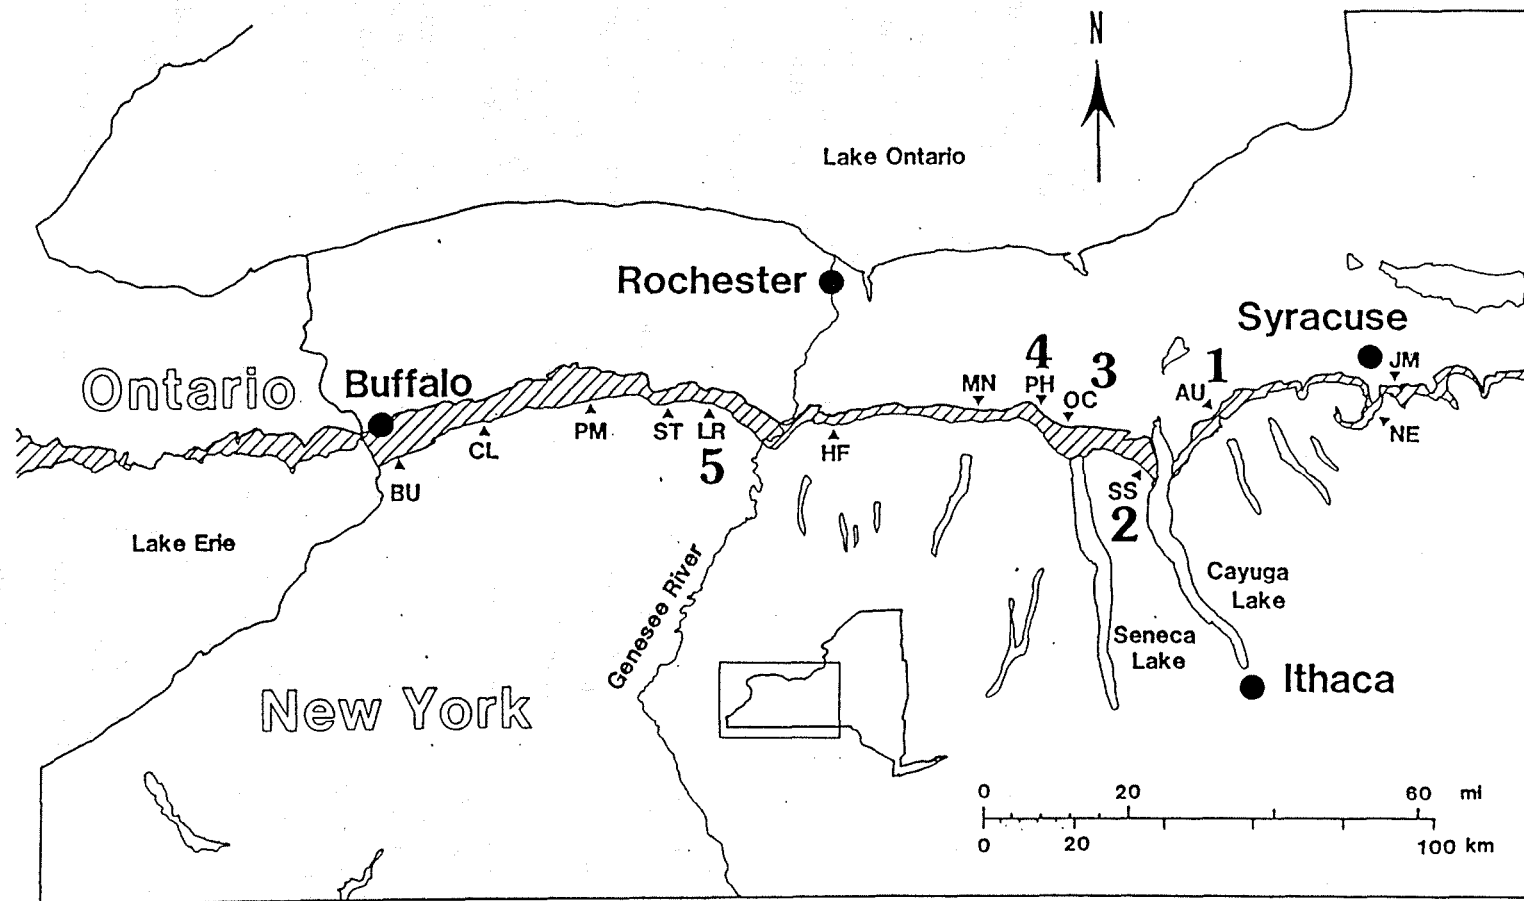 N
Lake Ontario
Rochester
Syracuse
Ontario
Buffalo
4
3
1
JM
MN
PH
OC
AU
CL
PM
ST
LR
HF
NE
5
BU
SS
2
Lake Erie
Genesee River
Cayuga
Lake
Seneca
Lake
Ithaca
New York
0
20
60
mi
0
20
100 km